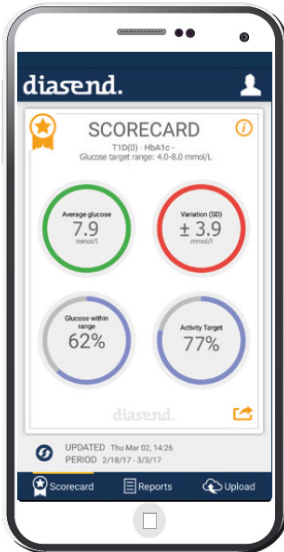 diasend.
SCORECARD
T1D(0) · HbA1c -
Glucose target range: 4.0-8.0 mmol/L
Average glucose
7.9
mmol/l
Variation (SD)
± 3.9
mmol/l
Glucose within
range
62%
Activity Target
77%
diasend.
UPDATED Thu Mar 02, 14:26
PERIOD 2/18/17 - 3/3/17
Scorecard
Reports
Upload